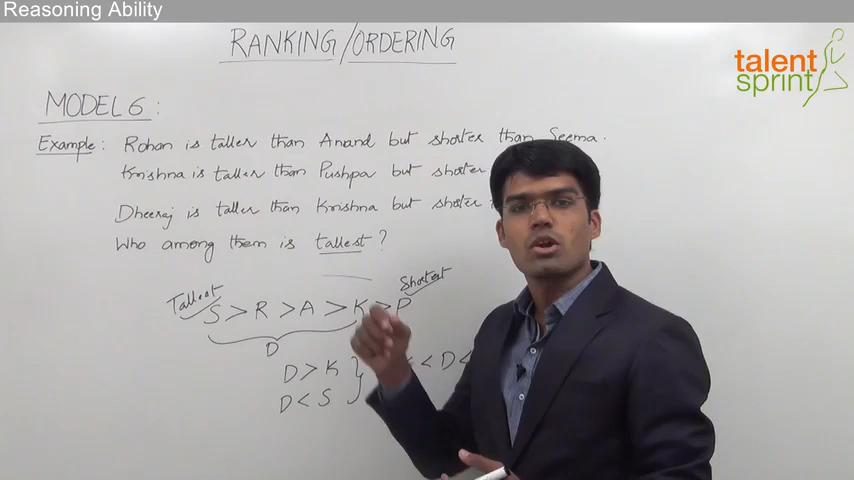 Reasoning Ability
RANKING/ORDERING
talent
sprint
MODEL 6:
Example: Rohan is taller than Anand but shorter than Seema.
Krishna is taller than Pushpa but shorter
Dheeraj is taller than Krishna but shorter
Who among them is tallest?
Tallest Shortest
S > R > A > K > P
D
D > K } < D <
D < S